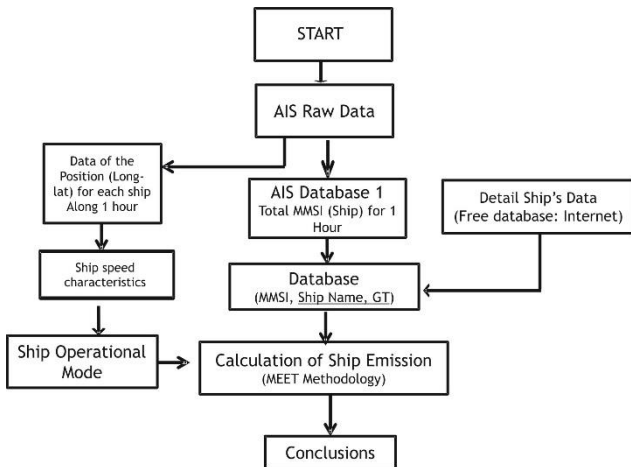 START
AIS Raw Data
Data of the
Position (Long-
lat) for each ship
Along 1 hour
AIS Database 1
Total MMSI (Ship) for 1
Hour
Detail Ship's Data
(Free database: Internet)
Ship speed
characteristics
Database
(MMSI, Ship Name, GT)
Ship Operational
Mode
Calculation of Ship Emission
(MEET Methodology)
Conclusions